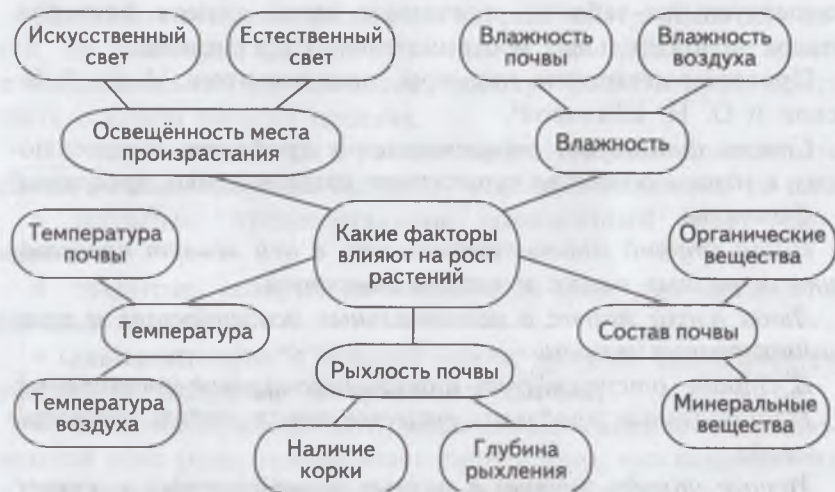 Искусственный
свет
Естественный
свет
Влажность
почвы
Влажность
воздуха
Освещённость места
произрастания
Влажность
Температура
почвы
Какие факторы
влияют на рост
растений
Органические
вещества
Температура
Состав почвы
Рыхлость почвы
Температура
воздуха
Минеральные
вещества
Наличие
корки
Глубина
рыхления